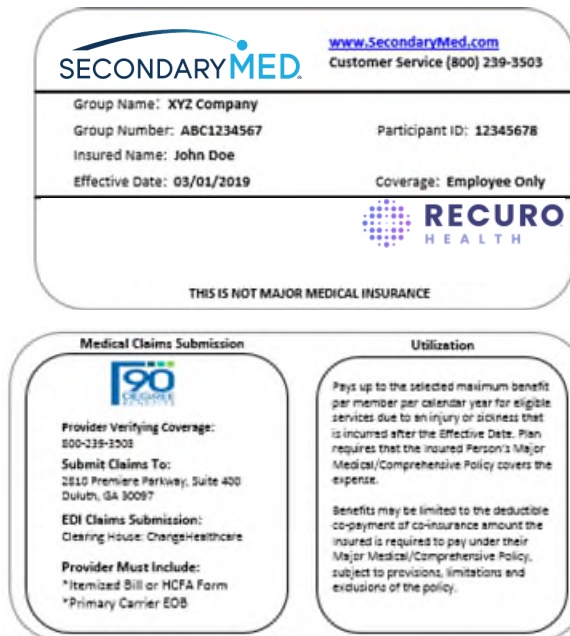 SECONDARYMED
www.SecondaryMed.com
Customer Service (800) 239-3503
Group Name: XYZ Company
Group Number: ABC1234567
Participant ID: 12345678
Insured Name: John Doe
Effective Date: 03/01/2019
Coverage: Employee Only
RECURO
HEALTH
THIS IS NOT MAJOR MEDICAL INSURANCE
Medical Claims Submission
90
DEGREE
BENEFITS
Provider Verifying Coverage:
800-239-3503
Submit Claims To:
2810 Premiere Parkway, Suite 400
Duluth, GA 30097
EDI Claims Submission:
Clearing House: ChangeHealthcare
Provider Must Include:
*Itemized Bill or HCFA Form
*Primary Carrier EOB
Utilization
Pays up to the selected maximum benefit
per member per calendar year for eligible
services due to an injury or sickness that
is incurred after the Effective Date. Plan
requires that the Insured Person's Major
Medical/Comprehensive Policy covers the
expense.
Benefits may be limited to the deductible
co-payment of co-insurance amount the
insured is required to pay under their
Major Medical/Comprehensive Policy,
subject to provisions, limitations and
exclusions of the policy.